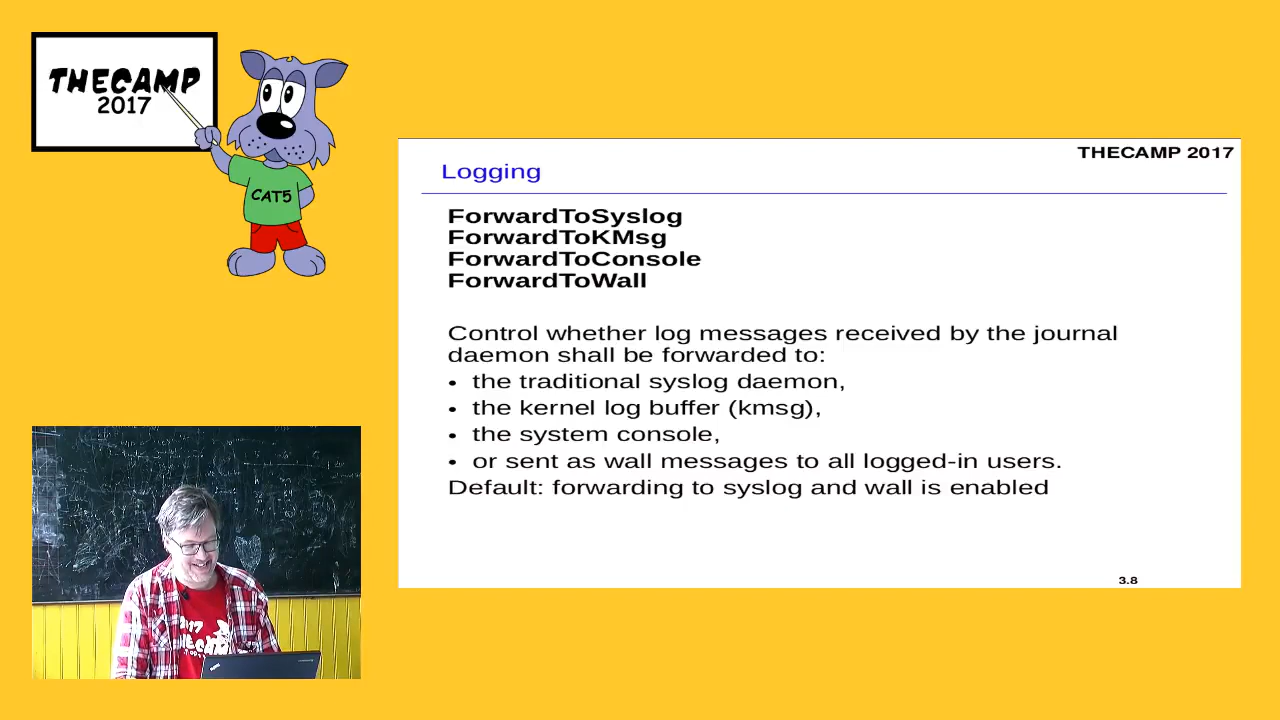 THECAMP
2017
CAT5
THECAMP 2017
Logging
ForwardToSyslog
ForwardToKMsg
ForwardToConsole
ForwardToWall
Control whether log messages received by the journal
daemon shall be forwarded to:
• the traditional syslog daemon,
• the kernel log buffer (kmsg),
• the system console,
• or sent as wall messages to all logged-in users.
Default: forwarding to syslog and wall is enabled
3.8
2017
THECAMP